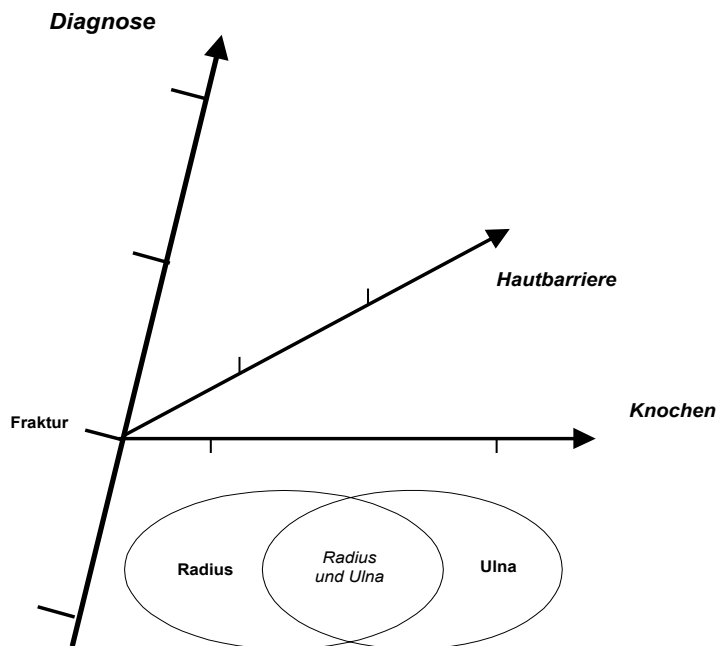 Diagnose
Hautbarriere
Fraktur
Knochen
Radius
Radius
und Ulna
Ulna